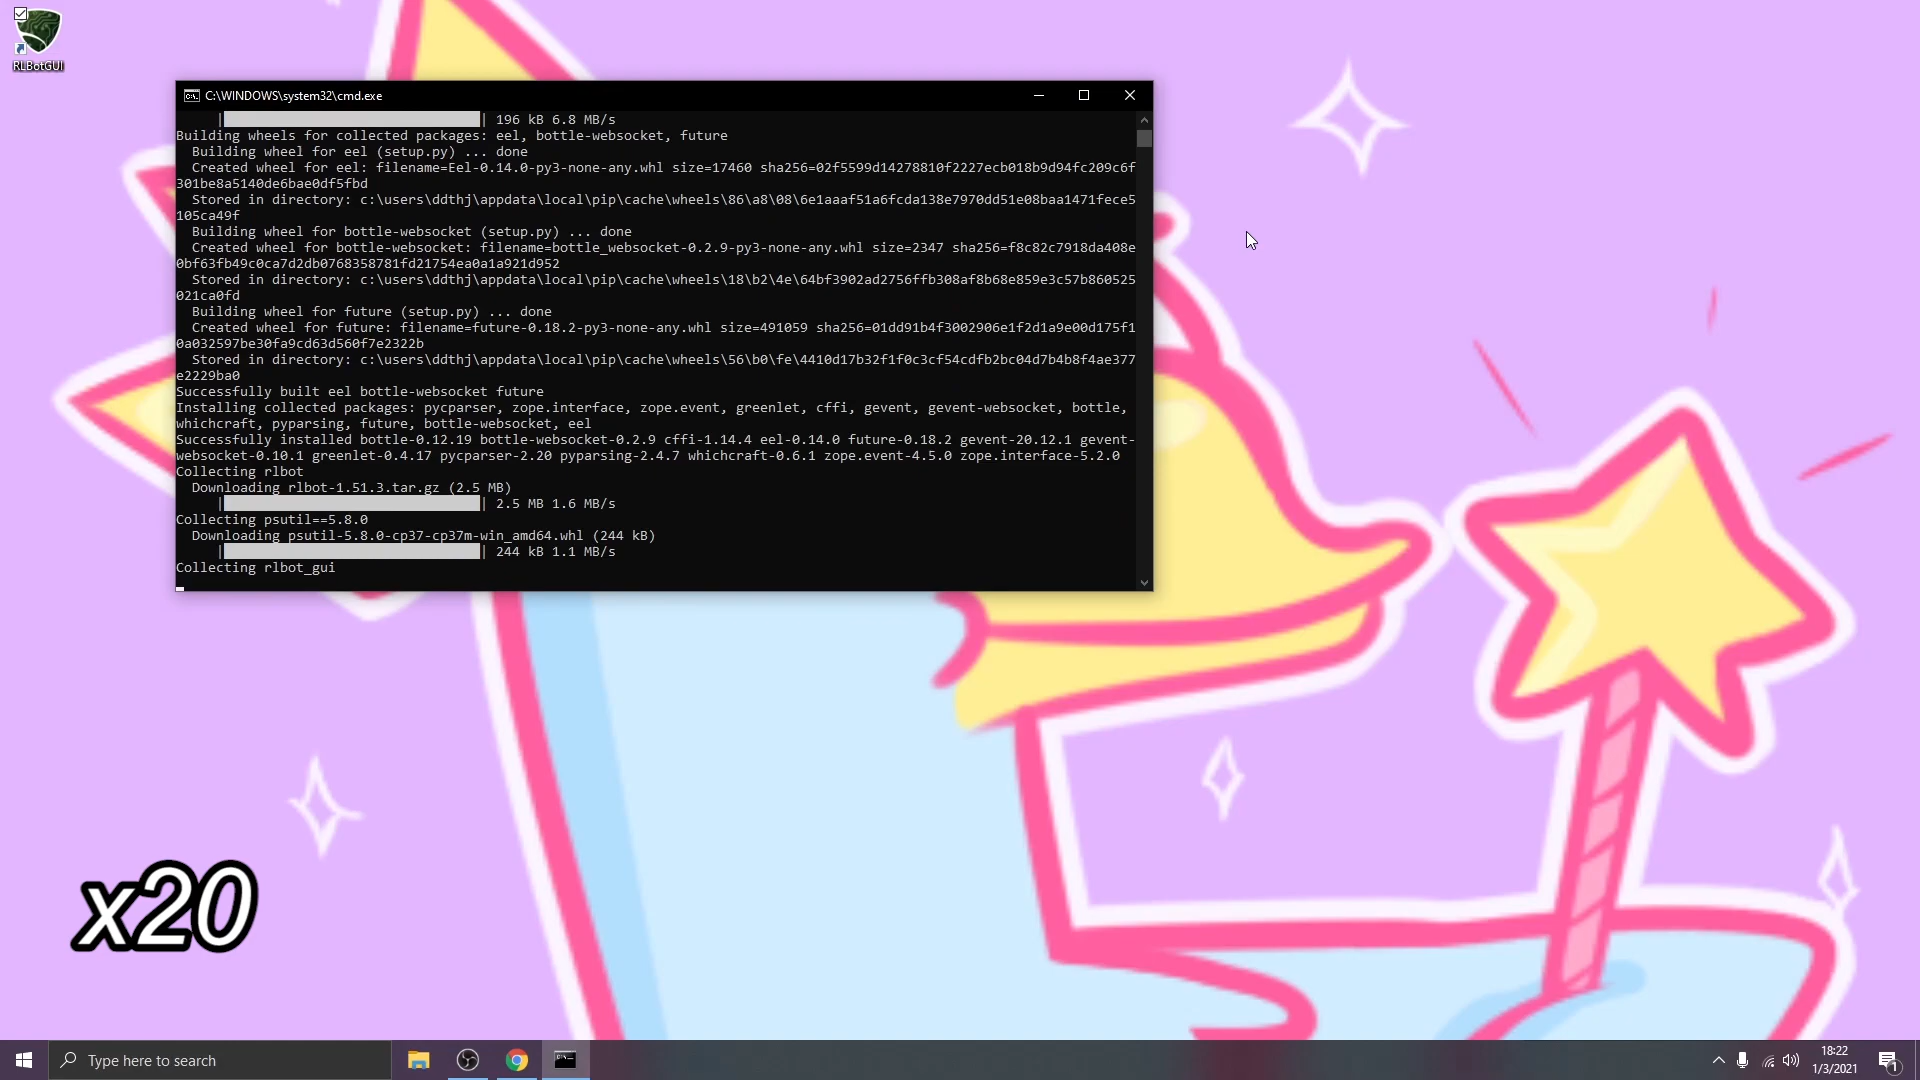 RLBotGUI
C:\WINDOWS\system32\cmd.exe
| | 196 kB 6.8 MB/s
Building wheels for collected packages: eel, bottle-websocket, future
Building wheel for eel (setup.py) ... done
Created wheel for eel: filename=Eel-0.14.0-py3-none-any.whl size=17460 sha256=02f5599d14278810f2227ecb018b9d94fc209c6f
301be8a5140de6bae0df5fbd
Stored in directory: c:\users\ddthj\appdata\local\pip\cache\wheels\86\a8\08\6e1aaaf51a6fcda138e7970dd51e08baa1471fece5
105ca49f
Building wheel for bottle-websocket (setup.py) ... done
Created wheel for bottle-websocket: filename=bottle_websocket-0.2.9-py3-none-any.whl size=2347 sha256=f8c82c7918da408e
0bf63fb49c0ca7d2db0768358781fd21754ea0a1a921d952
Stored in directory: c:\users\ddthj\appdata\local\pip\cache\wheels\18\b2\4e\64bf3902ad2756ffb308af8b68e859e3c57b860525
021ca0fd
Building wheel for future (setup.py) ... done
Created wheel for future: filename=future-0.18.2-py3-none-any.whl size=491059 sha256=01dd91b4f3002906e1f2d1a9e00d175f1
0a032597be30fa9cd63d560f7e2322b
Stored in directory: c:\users\ddthj\appdata\local\pip\cache\wheels\56\b0\fe\4410d17b32f1f0c3cf54cdfb2bc04d7b4b8f4ae377
e2229ba0
Successfully built eel bottle-websocket future
Installing collected packages: pycparser, zope.interface, zope.event, greenlet, cffi, gevent, gevent-websocket, bottle,
whichcraft, pyparsing, future, bottle-websocket, eel
Successfully installed bottle-0.12.19 bottle-websocket-0.2.9 cffi-1.14.4 eel-0.14.0 future-0.18.2 gevent-20.12.1 gevent-
websocket-0.10.1 greenlet-0.4.17 pycparser-2.20 pyparsing-2.4.7 whichcraft-0.6.1 zope.event-4.5.0 zope.interface-5.2.0
Collecting rlbot
Downloading rlbot-1.51.3.tar.gz (2.5 MB)
| | 2.5 MB 1.6 MB/s
Collecting psutil==5.8.0
Downloading psutil-5.8.0-cp37-cp37m-win_amd64.whl (244 kB)
| | 244 kB 1.1 MB/s
Collecting rlbot_gui
x20
Type here to search
18:22
1/3/2021
1